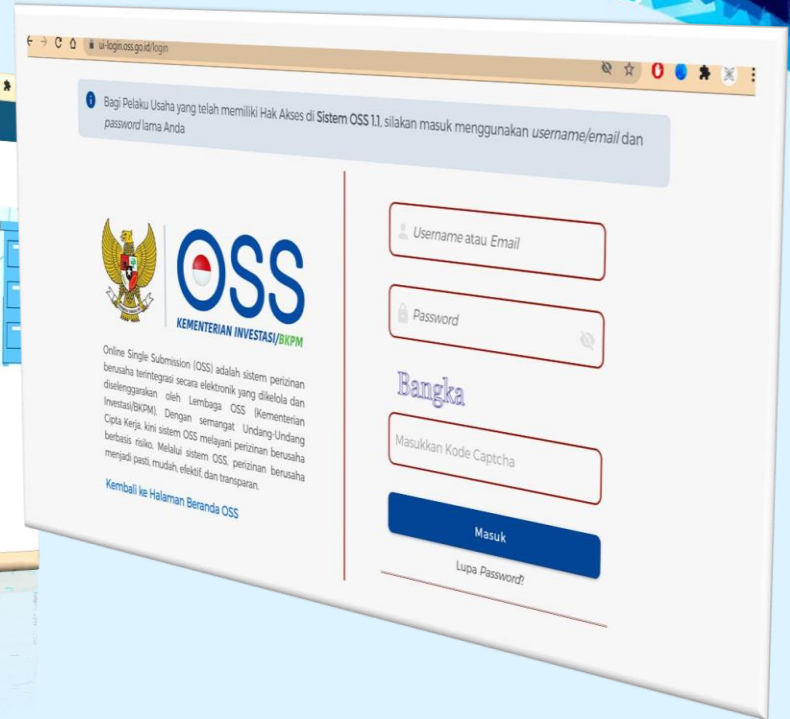 ui-login.oss.go.id/login
Bagi Pelaku Usaha yang telah memiliki Hak Akses di Sistem OSS 1.1, silakan masuk menggunakan username/email dan
password lama Anda
OSS
KEMENTERIAN INVESTASI/BKPM
Online Single Submission (OSS) adalah sistem perizinan
berusaha terintegrasi secara elektronik yang dikelola dan
diselenggarakan oleh Lembaga OSS (Kementerian
Investasi/BKPM). Dengan semangat Undang-Undang
Cipta Kerja, kini sistem OSS melayani perizinan berusaha
berbasis risiko. Melalui sistem OSS, perizinan berusaha
menjadi pasti, mudah, efektif, dan transparan.
Kembali ke Halaman Beranda OSS
Username atau Email
Password
Bangka
Masukkan Kode Captcha
Masuk
Lupa Password?